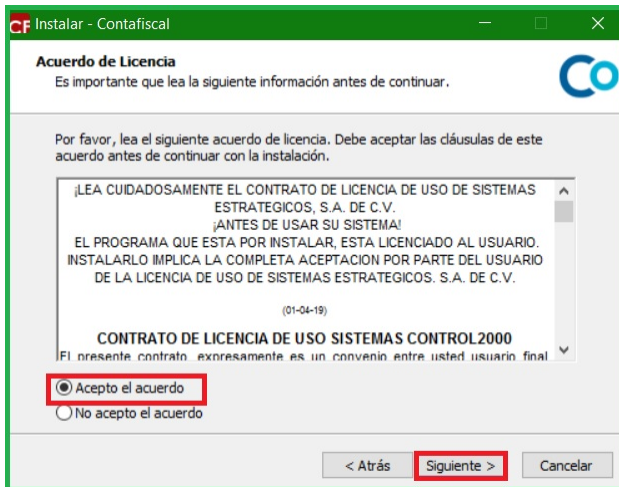 CF Instalar - Contafiscal
Acuerdo de Licencia
Es importante que lea la siguiente información antes de continuar.
CO
Por favor, lea el siguiente acuerdo de licencia. Debe aceptar las cláusulas de este
acuerdo antes de continuar con la instalación.
¡LEA CUIDADOSAMENTE EL CONTRATO DE LICENCIA DE USO DE SISTEMAS
ESTRATEGICOS, S.A. DE C.V.
¡ANTES DE USAR SU SISTEMA!
EL PROGRAMA QUE ESTA POR INSTALAR, ESTA LICENCIADO AL USUARIO.
INSTALARLO IMPLICA LA COMPLETA ACEPTACION POR PARTE DEL USUARIO
DE LA LICENCIA DE USO DE SISTEMAS ESTRATEGICOS. S.A. DE C.V.
(01-04-19)
CONTRATO DE LICENCIA DE USO SISTEMAS CONTROL2000
El presente contrato, expresamente es un convenio entre usted usuario final
Acepto el acuerdo
No acepto el acuerdo
< Atrás Siguiente > Cancelar